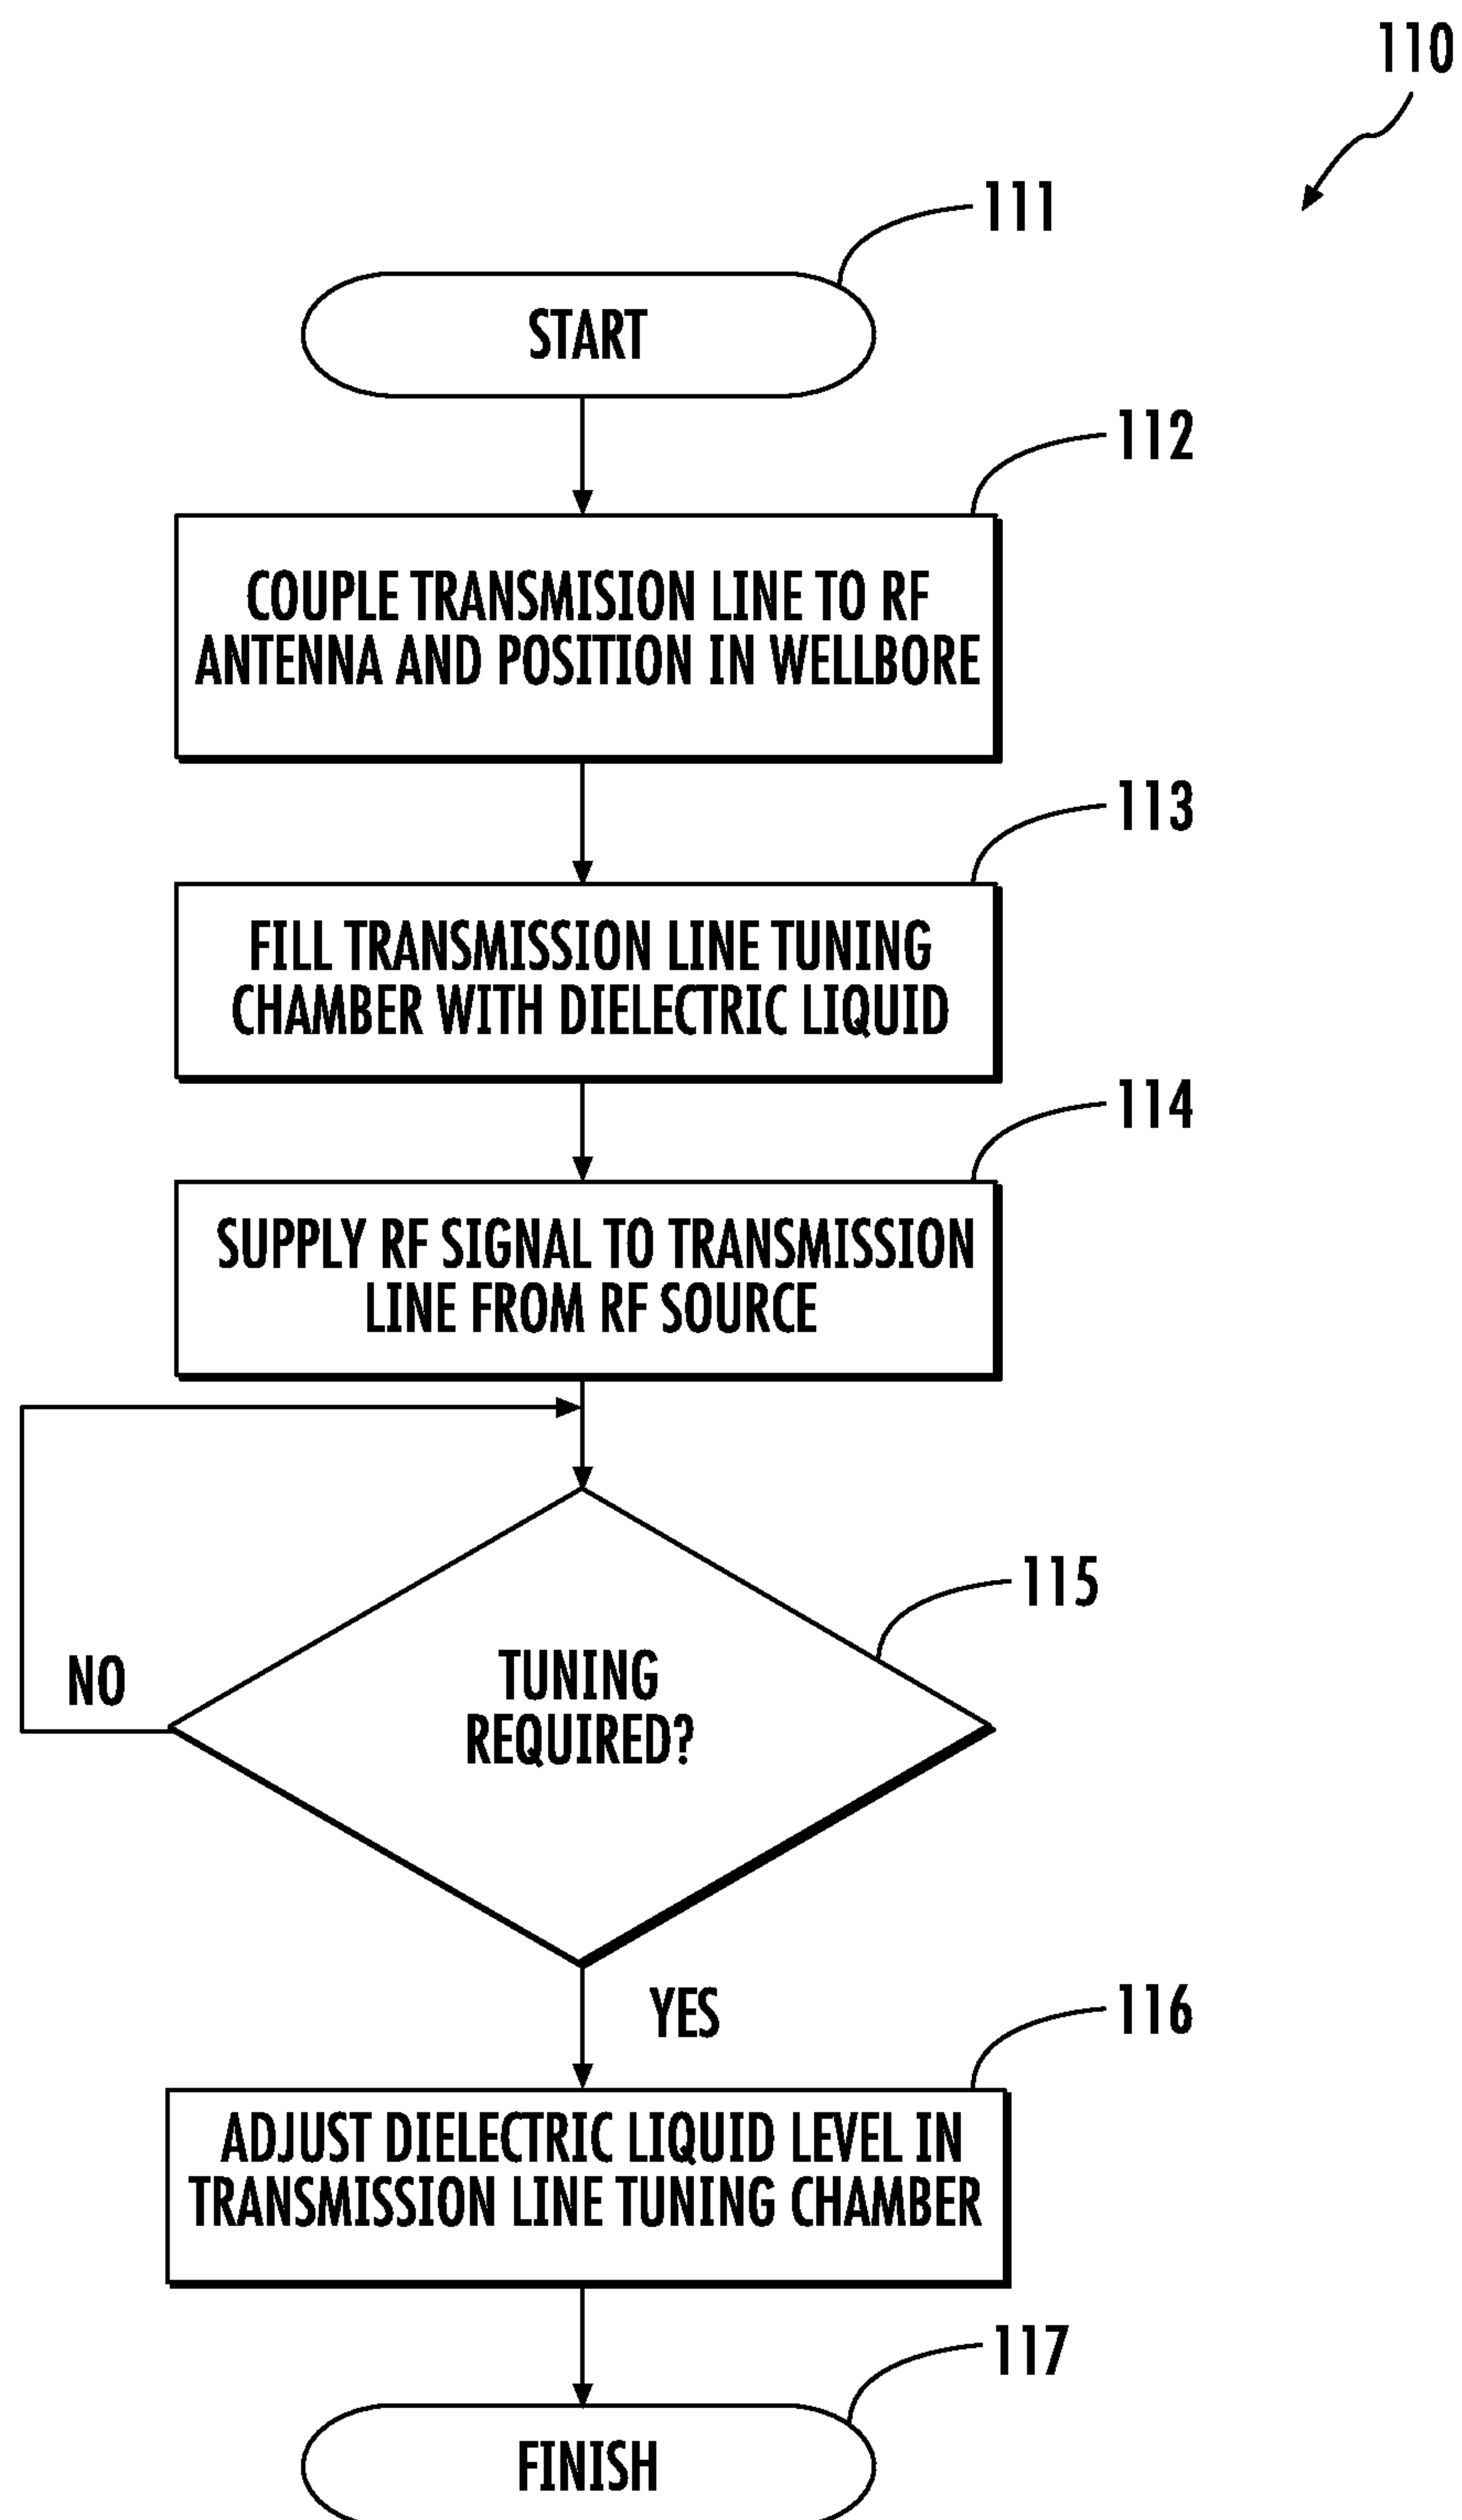 110
111
START
112
COUPLE TRANSMISION LINE TO RF
ANTENNA AND POSITION IN WELLBORE
113
FILL TRANSMISSION LINE TUNING
CHAMBER WITH DIELECTRIC LIQUID
114
SUPPLY RF SIGNAL TO TRANSMISSION
LINE FROM RF SOURCE
115
TUNING
REQUIRED?
NO
YES
116
ADJUST DIELECTRIC LIQUID LEVEL IN
TRANSMISSION LINE TUNING CHAMBER
117
FINISH